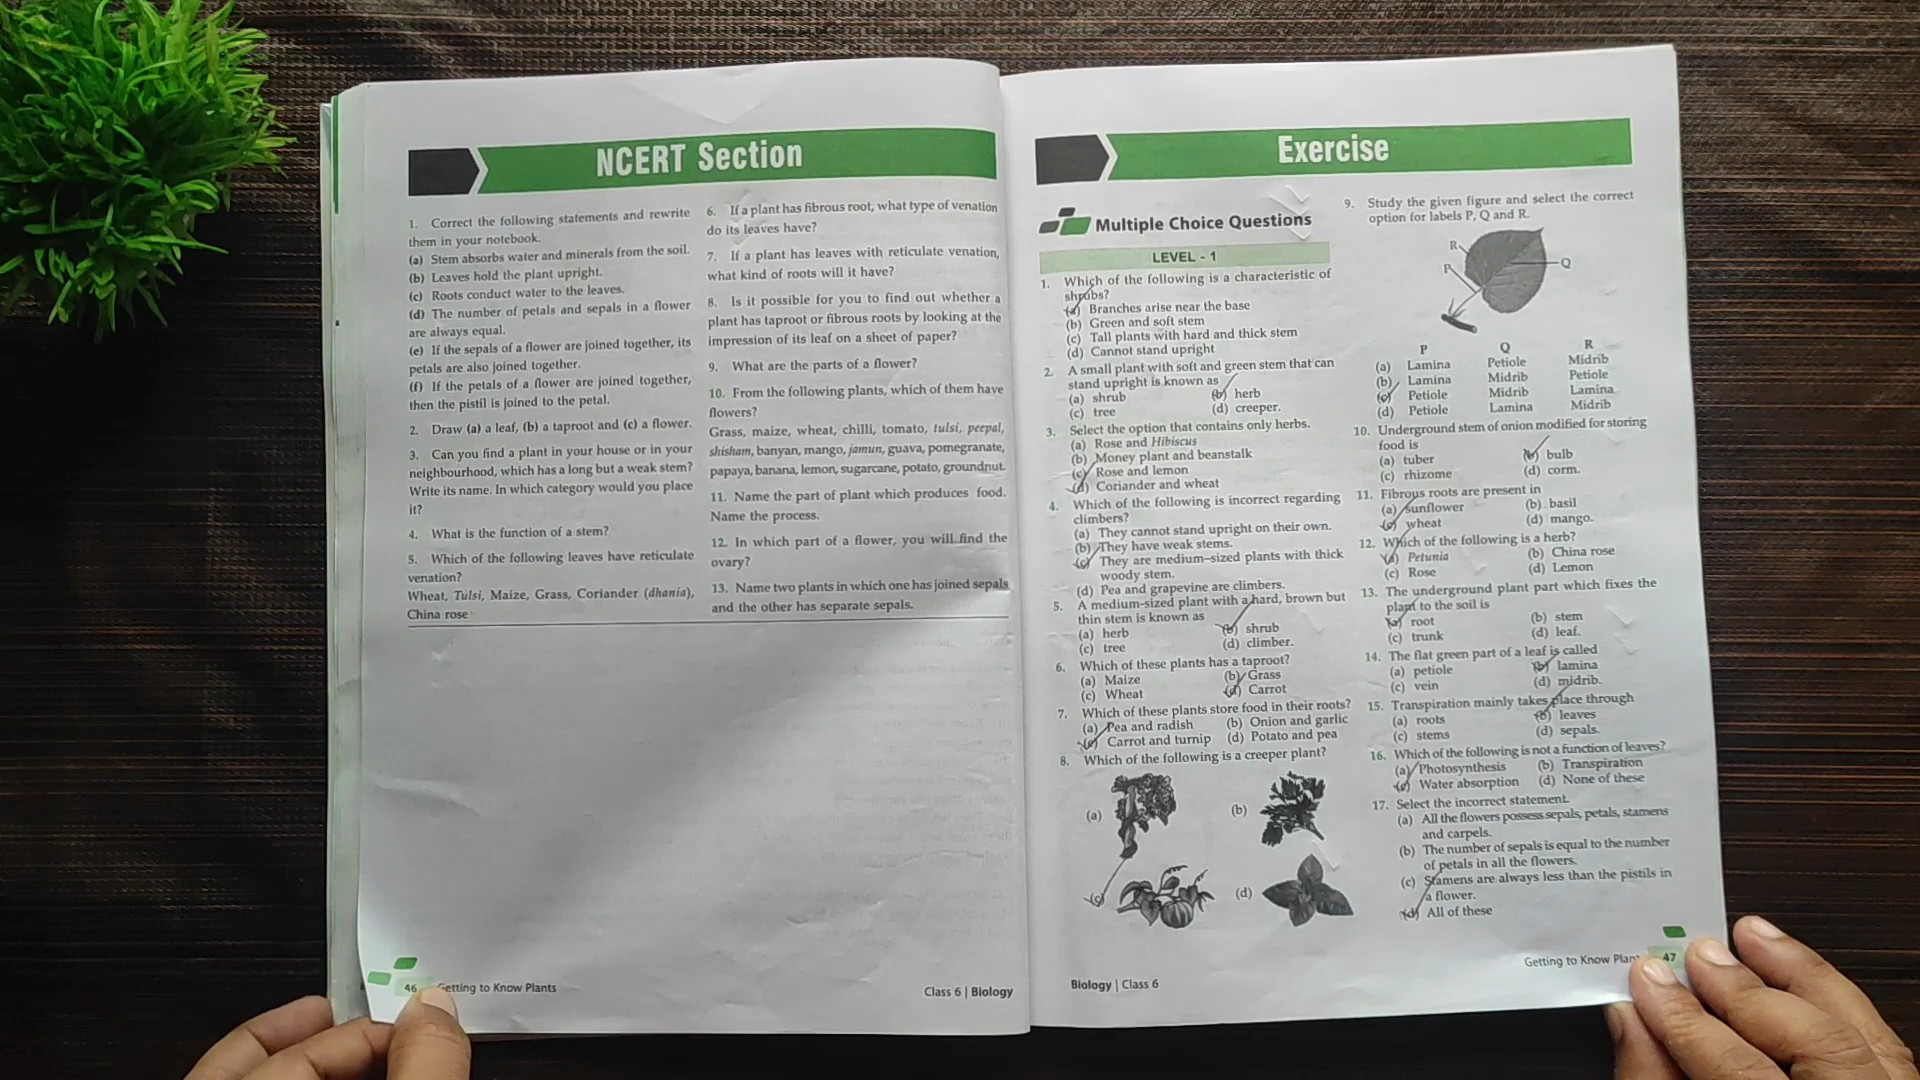 NCERT Section
1. Correct the following statements and rewrite
them in your notebook.
(a) Stem absorbs water and minerals from the soil.
(b) Leaves hold the plant upright.
(c) Roots conduct water to the leaves.
(d) The number of petals and sepals in a flower
are always equal.
(e) If the sepals of a flower are joined together, its
petals are also joined together.
(f) If the petals of a flower are joined together,
then the pistil is joined to the petal.
2. Draw (a) a leaf, (b) a taproot and (c) a flower.
3. Can you find a plant in your house or in your
neighbourhood, which has a long but a weak stem?
Write its name. In which category would you place
it?
4. What is the function of a stem?
5. Which of the following leaves have reticulate
venation?
Wheat, Tulsi, Maize, Grass, Coriander (dhania),
China rose
6. If a plant has fibrous root, what type of venation
do its leaves have?
7. If a plant has leaves with reticulate venation,
what kind of roots will it have?
8. Is it possible for you to find out whether a
plant has taproot or fibrous roots by looking at the
impression of its leaf on a sheet of paper?
9. What are the parts of a flower?
10. From the following plants, which of them have
flowers?
Grass, maize, wheat, chilli, tomato, tulsi, peepal,
shisham, banyan, mango, jamun, guava, pomegranate,
papaya, banana, lemon, sugarcane, potato, groundnut.
11. Name the part of plant which produces food.
Name the process.
12. In which part of a flower, you will find the
ovary?
13. Name two plants in which one has joined sepals
and the other has separate sepals.
46 Getting to Know Plants
Class 6 | Biology
Exercise
Multiple Choice Questions
LEVEL - 1
1. Which of the following is a characteristic of
shrubs?
(a) Branches arise near the base
(b) Green and soft stem
(c) Tall plants with hard and thick stem
(d) Cannot stand upright
2. A small plant with soft and green stem that can
stand upright is known as
(a) shrub (b) herb
(c) tree (d) creeper.
3. Select the option that contains only herbs.
(a) Rose and Hibiscus
(b) Money plant and beanstalk
(c) Rose and lemon
(d) Coriander and wheat
4. Which of the following is incorrect regarding
climbers?
(a) They cannot stand upright on their own.
(b) They have weak stems.
(c) They are medium-sized plants with thick
woody stem.
(d) Pea and grapevine are climbers.
5. A medium-sized plant with a hard, brown but
thin stem is known as
(a) herb (b) shrub
(c) tree (d) climber.
6. Which of these plants has a taproot?
(a) Maize (b) Grass
(c) Wheat (d) Carrot
7. Which of these plants store food in their roots?
(a) Pea and radish (b) Onion and garlic
(c) Carrot and turnip (d) Potato and pea
8. Which of the following is a creeper plant?
(a) (b)
(c) (d)
9. Study the given figure and select the correct
option for labels P, Q and R.
R
P
Q
P Q R
(a) Lamina Petiole Midrib
(b) Lamina Midrib Petiole
(c) Petiole Midrib Lamina
(d) Petiole Lamina Midrib
10. Underground stem of onion modified for storing
food is
(a) tuber (b) bulb
(c) rhizome (d) corm.
11. Fibrous roots are present in
(a) sunflower (b) basil
(c) wheat (d) mango.
12. Which of the following is a herb?
(a) Petunia (b) China rose
(c) Rose (d) Lemon
13. The underground plant part which fixes the
plant to the soil is
(a) root (b) stem
(c) trunk (d) leaf.
14. The flat green part of a leaf is called
(a) petiole (b) lamina
(c) vein (d) midrib.
15. Transpiration mainly takes place through
(a) roots (b) leaves
(c) stems (d) sepals.
16. Which of the following is not a function of leaves?
(a) Photosynthesis (b) Transpiration
(c) Water absorption (d) None of these
17. Select the incorrect statement.
(a) All the flowers possess sepals, petals, stamens
and carpels.
(b) The number of sepals is equal to the number
of petals in all the flowers.
(c) Stamens are always less than the pistils in
a flower.
(d) All of these
Biology | Class 6
Getting to Know Plan 47